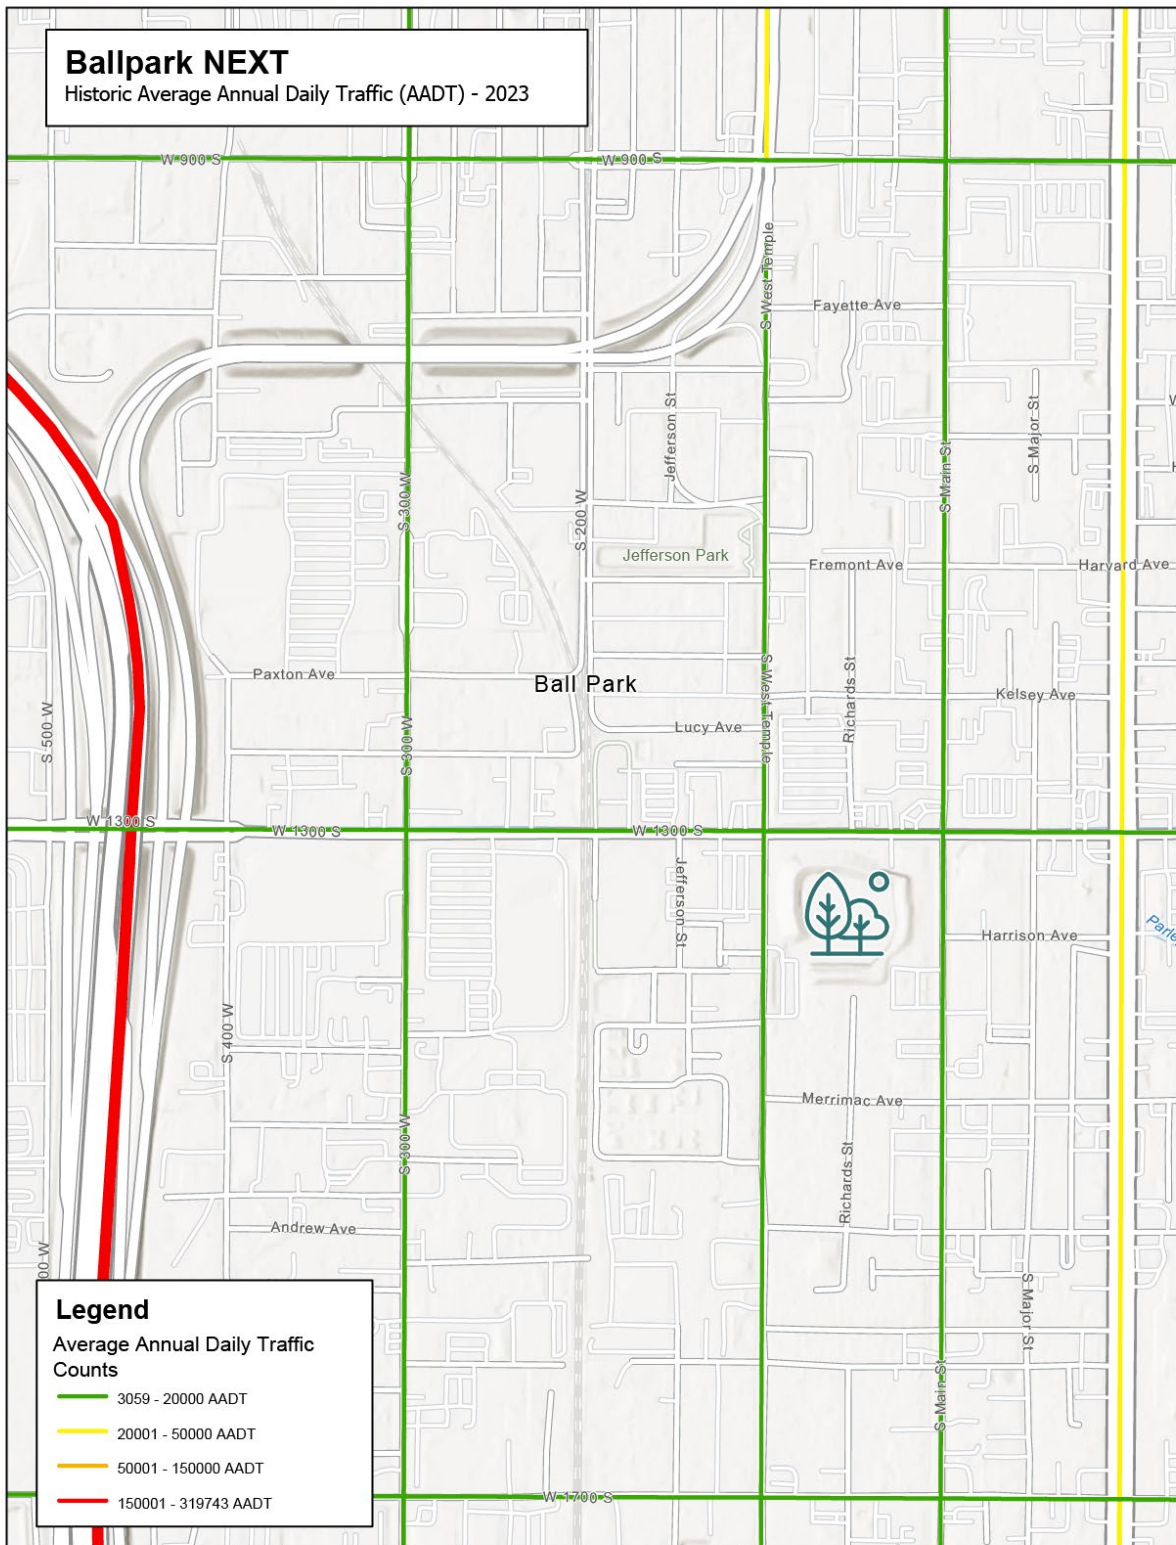 Ballpark NEXT
Historic Average Annual Daily Traffic (AADT) - 2023
W 900 S
W 900 S
S West Temple
Fayette Ave
Jefferson St
S Major St
S Main St
S 300 W
S 200 W
Jefferson Park
Fremont Ave
Harvard Ave
Paxton Ave
Ball Park
S West Temple
Richards St
Kelsey Ave
S 500 W
S 300 W
Lucy Ave
W 1300 S
W 1300 S
W 1300 S
Jefferson St
Harrison Ave
S 400 W
Merrimac Ave
S 300 W
Richards St
Andrew Ave
00 W
S Major St
S Main St
W 1700 S
Legend
Average Annual Daily Traffic
Counts
3059 - 20000 AADT
20001 - 50000 AADT
50001 - 150000 AADT
150001 - 319743 AADT